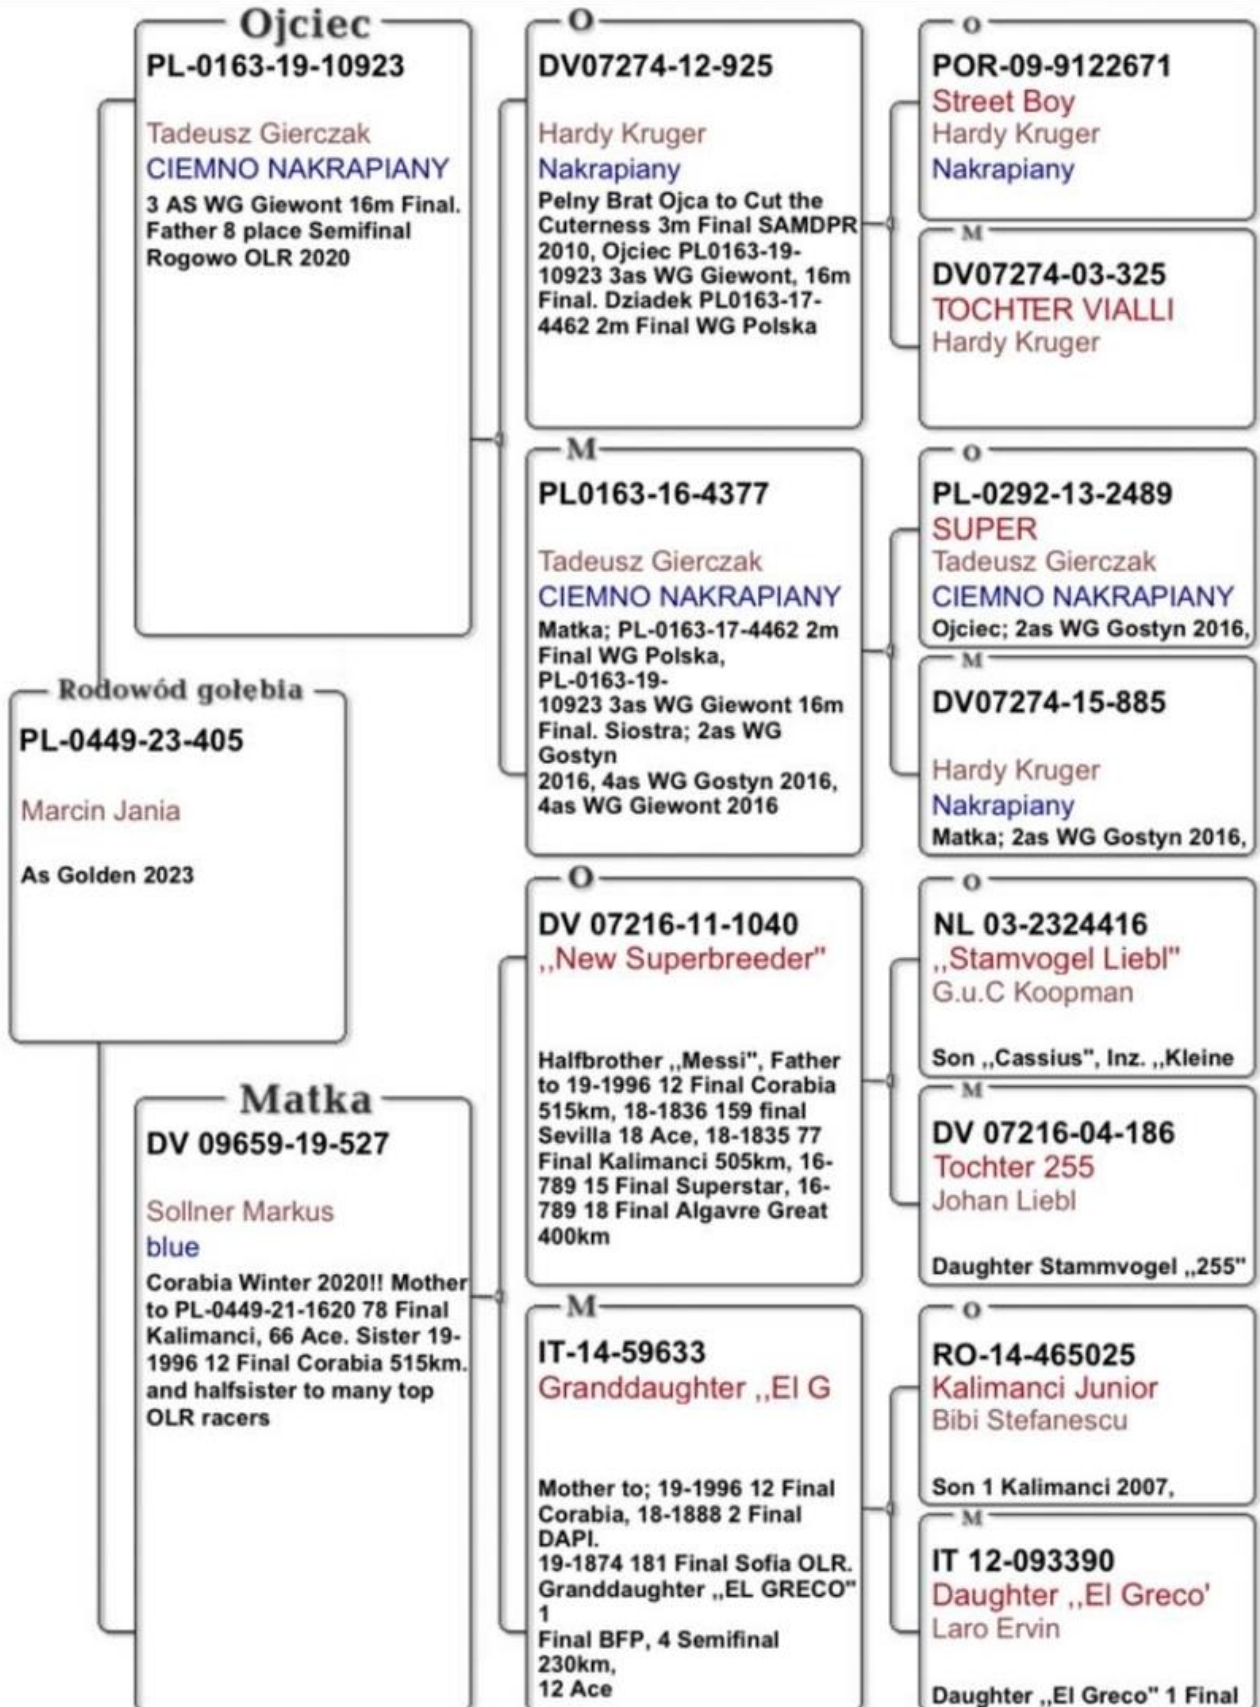 Ojciec
PL-0163-19-10923
Tadeusz Gierczak
CIEMNO NAKRAPIANY
3 AS WG Giewont 16m Final.
Father 8 place Semifinal
Rogowo OLR 2020
Rodowód gołębia
PL-0449-23-405
Marcin Jania
As Golden 2023
Matka
DV 09659-19-527
Sollner Markus
blue
Corabia Winter 2020!! Mother
to PL-0449-21-1620 78 Final
Kalimanci, 66 Ace. Sister 19-
1996 12 Final Corabia 515km.
and halfsister to many top
OLR racers
O
DV07274-12-925
Hardy Kruger
Nakrapiany
Pelny Brat Ojca to Cut the
Cuterness 3m Final SAMDPR
2010, Ojciec PL0163-19-
10923 3as WG Giewont, 16m
Final. Dziadek PL0163-17-
4462 2m Final WG Polska
M
PL0163-16-4377
Tadeusz Gierczak
CIEMNO NAKRAPIANY
Matka; PL-0163-17-4462 2m
Final WG Polska,
PL-0163-19-
10923 3as WG Giewont 16m
Final. Siostra; 2as WG
Gostyn
2016, 4as WG Gostyn 2016,
4as WG Giewont 2016
O
DV 07216-11-1040
,,New Superbreeder"
Halfbrother ,,Messi", Father
to 19-1996 12 Final Corabia
515km, 18-1836 159 final
Sevilla 18 Ace, 18-1835 77
Final Kalimanci 505km, 16-
789 15 Final Superstar, 16-
789 18 Final Algavre Great
400km
M
IT-14-59633
Granddaughter ,,El G
Mother to; 19-1996 12 Final
Corabia, 18-1888 2 Final
DAPI.
19-1874 181 Final Sofia OLR.
Granddaughter ,,EL GRECO"
1
Final BFP, 4 Semifinal
230km,
12 Ace
O
POR-09-9122671
Street Boy
Hardy Kruger
Nakrapiany
M
DV07274-03-325
TOCHTER VIALLI
Hardy Kruger
O
PL-0292-13-2489
SUPER
Tadeusz Gierczak
CIEMNO NAKRAPIANY
Ojciec; 2as WG Gostyn 2016,
M
DV07274-15-885
Hardy Kruger
Nakrapiany
Matka; 2as WG Gostyn 2016,
O
NL 03-2324416
,,Stamvogel Liebl"
G.u.C Koopman
Son ,,Cassius", Inz. ,,Kleine
M
DV 07216-04-186
Tochter 255
Johan Liebl
Daughter Stammvogel ,,255"
O
RO-14-465025
Kalimanci Junior
Bibi Stefanescu
Son 1 Kalimanci 2007,
M
IT 12-093390
Daughter ,,El Greco'
Laro Ervin
Daughter ,,El Greco" 1 Final